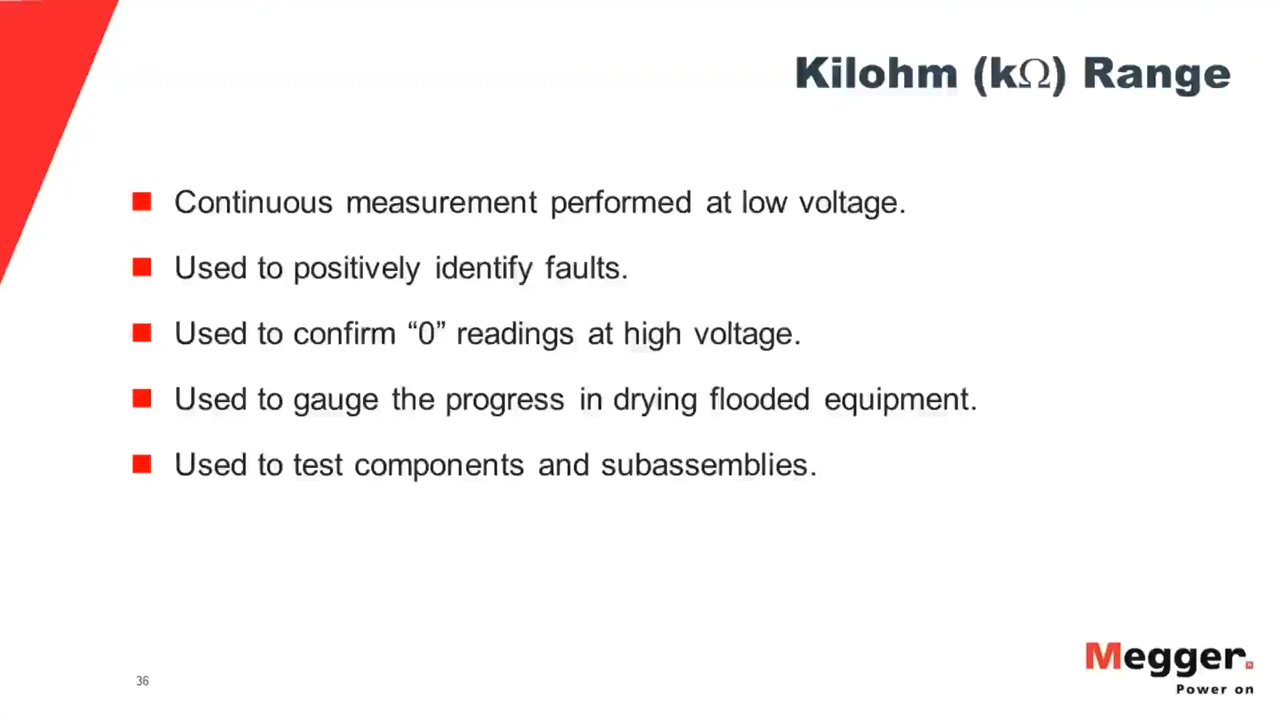 Kilohm (kΩ) Range
Continuous measurement performed at low voltage.
Used to positively identify faults.
Used to confirm “0” readings at high voltage.
Used to gauge the progress in drying flooded equipment.
Used to test components and subassemblies.
36
Megger.
Power on